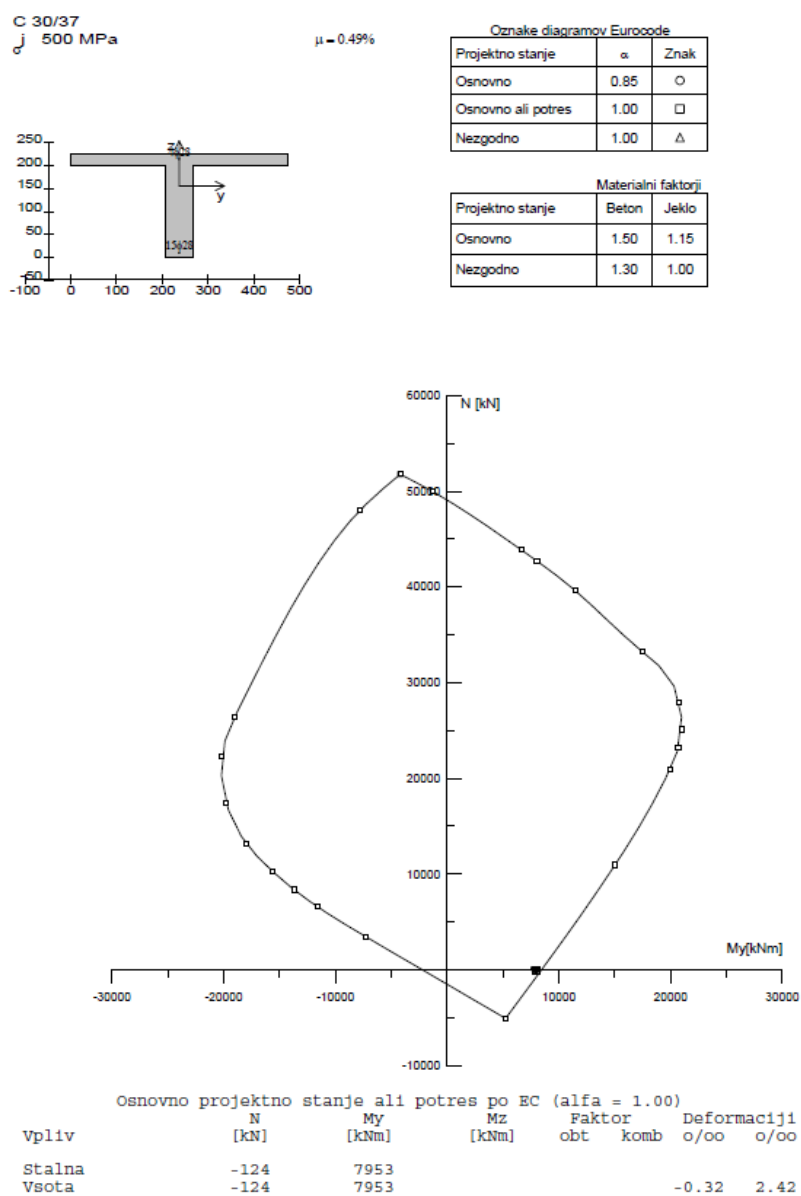 C 30/37
σj 500 MPa
μ = 0.49%
Oznake diagramov Eurocode
Projektno stanje α Znak
Osnovno 0.85
Osnovno ali potres 1.00
Nezgodno 1.00
Materialni faktorji
Projektno stanje Beton Jeklo
Osnovno 1.50 1.15
Nezgodno 1.30 1.00
250
200
150
100
50
0
-50
-100 0 100 200 300 400 500
z
y
15φ28
N [kN]
60000
50000
40000
30000
20000
10000
My[kNm]
-30000 -20000 -10000 0 10000 20000 30000
-10000
Osnovno projektno stanje ali potres po EC (alfa = 1.00)
N My Mz Faktor Deformaciji
Vpliv [kN] [kNm] [kNm] obt komb o/oo o/oo
Stalna -124 7953
Vsota -124 7953 -0.32 2.42